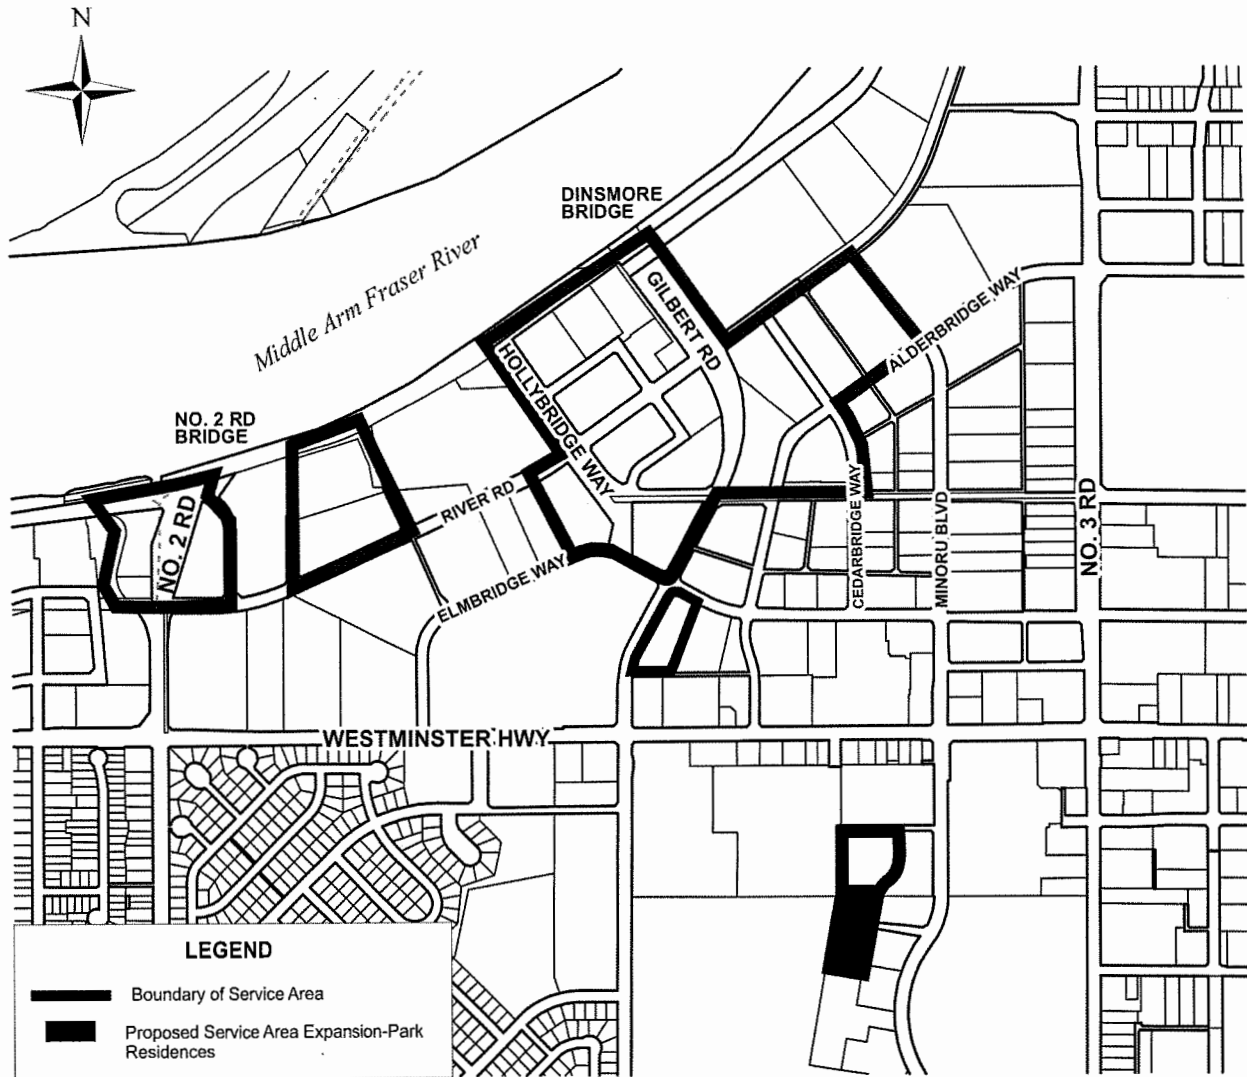 N
DINSMORE
BRIDGE
Middle Arm Fraser River
GILBERT RD
ALDERBRIDGE WAY
HOLLYBRIDGE WAY
NO. 2 RD
BRIDGE
RIVER RD
NO. 2 RD
ELMBRIDGE WAY
CEDARBRIDGE WAY
MINORU BLVD
NO. 3 RD
WESTMINSTER HWY
LEGEND
Boundary of Service Area
Proposed Service Area Expansion-Park
Residences